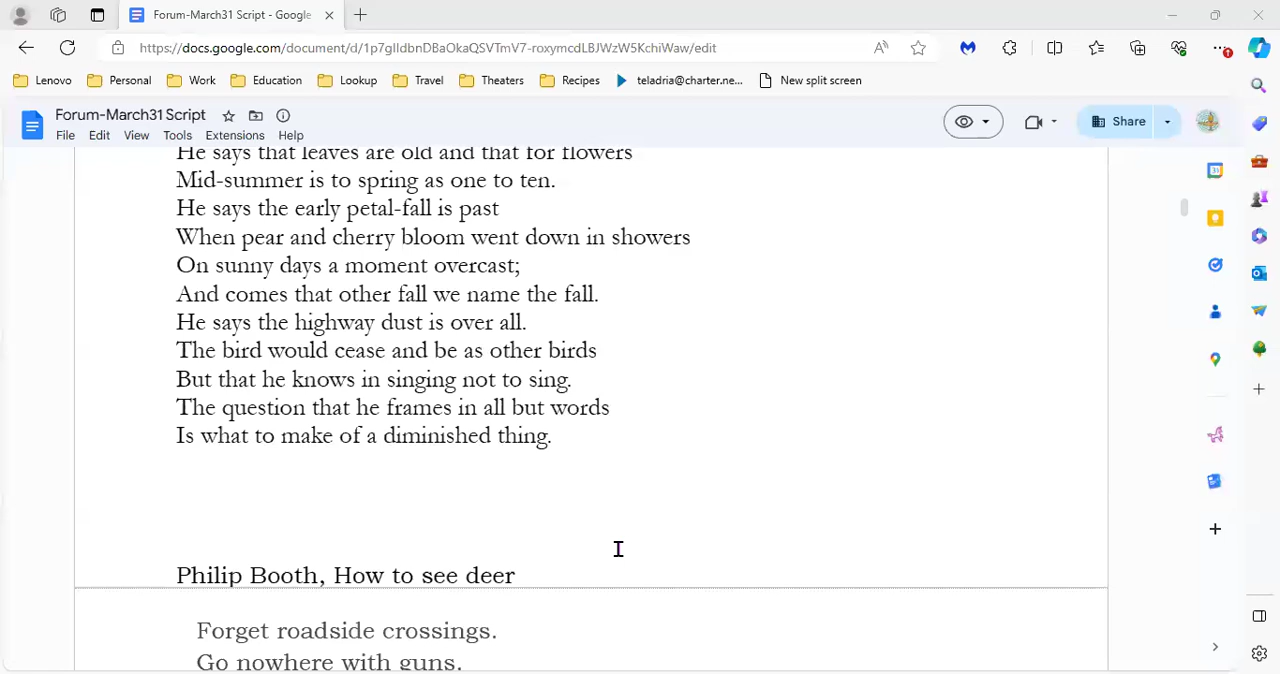 Forum-March31 Script - Google
https://docs.google.com/document/d/1p7glIdbnDBaOkaQSVTmV7-roxymcdLBJWzW5KchiWaw/edit
Lenovo Personal Work Education Lookup Travel Theaters Recipes teladria@charter.ne... New split screen
Forum-March31 Script
File Edit View Tools Extensions Help
Share
He says that leaves are old and that for flowers
Mid-summer is to spring as one to ten.
He says the early petal-fall is past
When pear and cherry bloom went down in showers
On sunny days a moment overcast;
And comes that other fall we name the fall.
He says the highway dust is over all.
The bird would cease and be as other birds
But that he knows in singing not to sing.
The question that he frames in all but words
Is what to make of a diminished thing.
Philip Booth, How to see deer
Forget roadside crossings.
Go nowhere with guns.